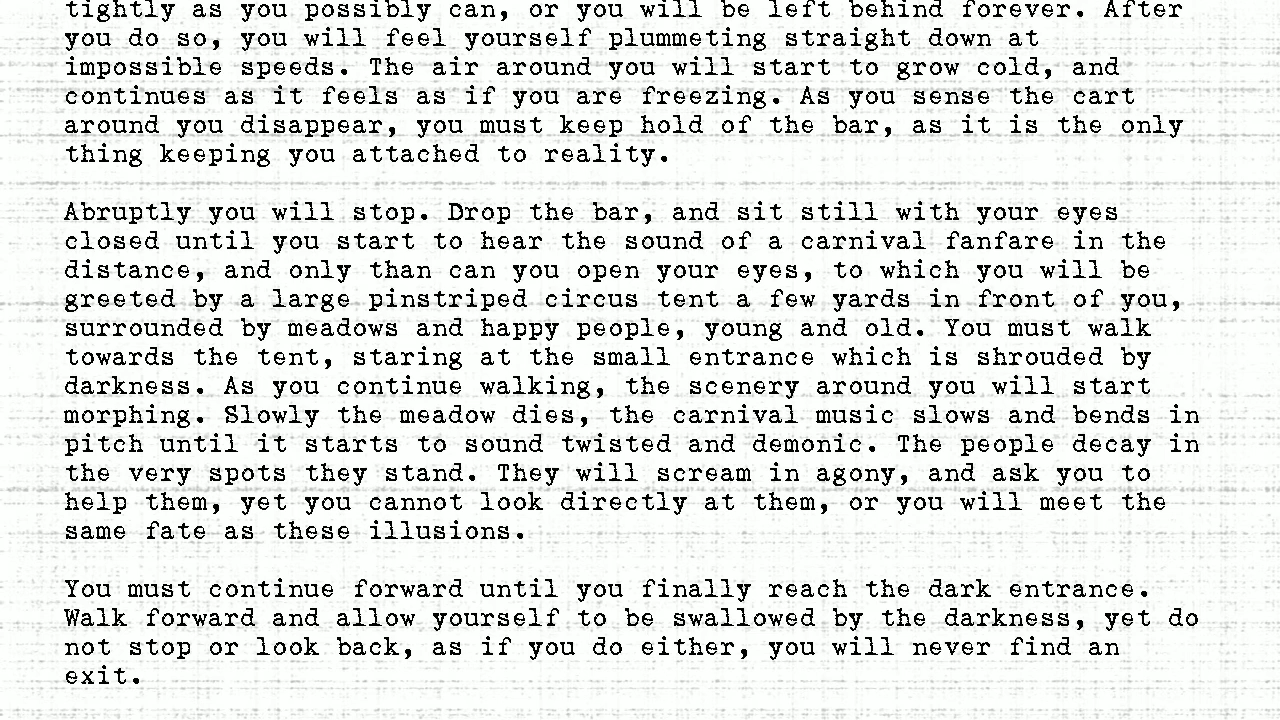 tightly as you possibly can, or you will be left behind forever. After
you do so, you will feel yourself plummeting straight down at
impossible speeds. The air around you will start to grow cold, and
continues as it feels as if you are freezing. As you sense the cart
around you disappear, you must keep hold of the bar, as it is the only
thing keeping you attached to reality.
Abruptly you will stop. Drop the bar, and sit still with your eyes
closed until you start to hear the sound of a carnival fanfare in the
distance, and only than can you open your eyes, to which you will be
greeted by a large pinstriped circus tent a few yards in front of you,
surrounded by meadows and happy people, young and old. You must walk
towards the tent, staring at the small entrance which is shrouded by
darkness. As you continue walking, the scenery around you will start
morphing. Slowly the meadow dies, the carnival music slows and bends in
pitch until it starts to sound twisted and demonic. The people decay in
the very spots they stand. They will scream in agony, and ask you to
help them, yet you cannot look directly at them, or you will meet the
same fate as these illusions.
You must continue forward until you finally reach the dark entrance.
Walk forward and allow yourself to be swallowed by the darkness, yet do
not stop or look back, as if you do either, you will never find an
exit.